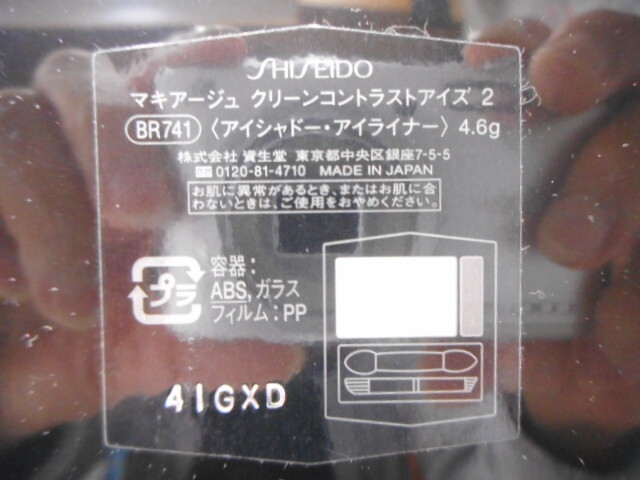 SHISEIDO
マキアージュ クリーンコントラストアイズ 2
BR741 〈アイシャドー・アイライナー〉 4.6g
株式会社 資生堂 東京都中央区銀座7-5-5
0120-81-4710 MADE IN JAPAN
お肌に異常があるとき、またはお肌に合
わないときは、ご使用をおやめください。
プラ
容器:
ABS, ガラス
フィルム:PP
41GXD